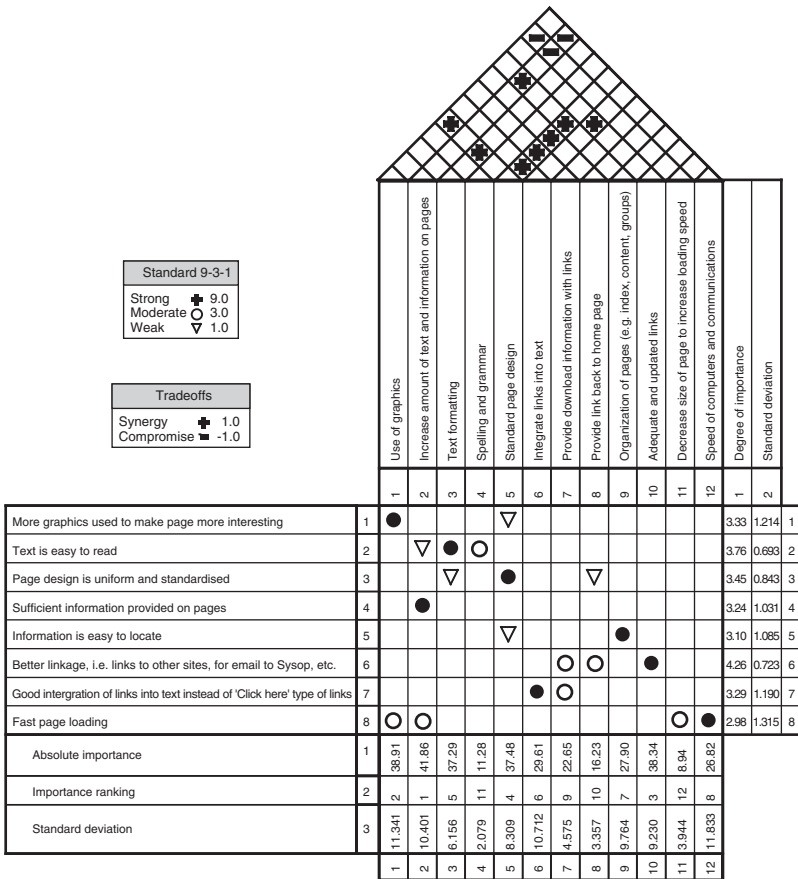 Standard 9-3-1
Strong 9.0
Moderate 3.0
Weak 1.0
Tradeoffs
Synergy 1.0
Compromise -1.0
Use of graphics
Increase amount of text and information on pages
Text formatting
Spelling and grammar
Standard page design
Integrate links into text
Provide download information with links
Provide link back to home page
Organization of pages (e.g. index, content, groups)
Adequate and updated links
Decrease size of page to increase loading speed
Speed of computers and communications
Degree of importance
Standard deviation
1 2 3 4 5 6 7 8 9 10 11 12 1 2
More graphics used to make page more interesting 1 3.33 1.214 1
Text is easy to read 2 3.76 0.693 2
Page design is uniform and standardised 3 3.45 0.843 3
Sufficient information provided on pages 4 3.24 1.031 4
Information is easy to locate 5 3.10 1.085 5
Better linkage, i.e. links to other sites, for email to Sysop, etc. 6 4.26 0.723 6
Good intergration of links into text instead of 'Click here' type of links 7 3.29 1.190 7
Fast page loading 8 2.98 1.315 8
Absolute importance 1 38.91 41.86 37.29 11.28 37.48 29.61 22.65 16.23 27.90 38.34 8.94 26.82
Importance ranking 2 2 1 5 11 4 6 9 10 7 3 12 8
Standard deviation 3 11.341 10.401 6.156 2.079 8.309 10.712 4.575 3.357 9.764 9.230 3.944 11.833
1 2 3 4 5 6 7 8 9 10 11 12